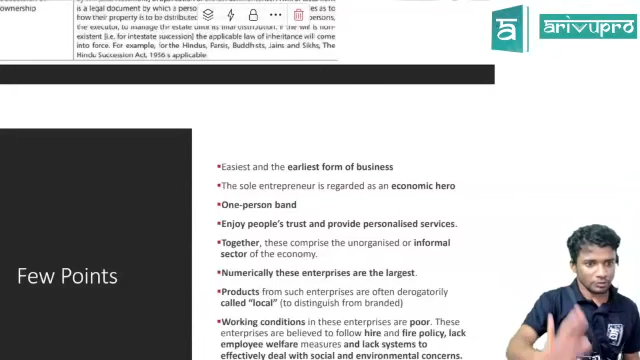 ownership
is a legal document by which a person
as to
how their property is to be distributed
persons,
the executor, to manage the estate until its final distribution. If the will is non-
existent [i.e, for intestate sucession] the applicable law of inheritance will come
into force. For example, for the Hindus, Parsis, Buddhists, Jains and Sikhs, The
Hindu Succession Act, 1956 is applicable
ARIVUPRO
Few Points
▪Easiest and the earliest form of business
▪The sole entrepreneur is regarded as an economic hero
▪One-person band
▪Enjoy people's trust and provide personalised services.
▪Together, these comprise the unorganised or informal
sector of the economy.
▪Numerically these enterprises are the largest.
▪Products from such enterprises are often derogatorily
called "local" (to distinguish from branded)
▪Working conditions in these enterprises are poor. These
enterprises are believed to follow hire and fire policy, lack
employee welfare measures and lack systems to
effectively deal with social and environmental concerns.